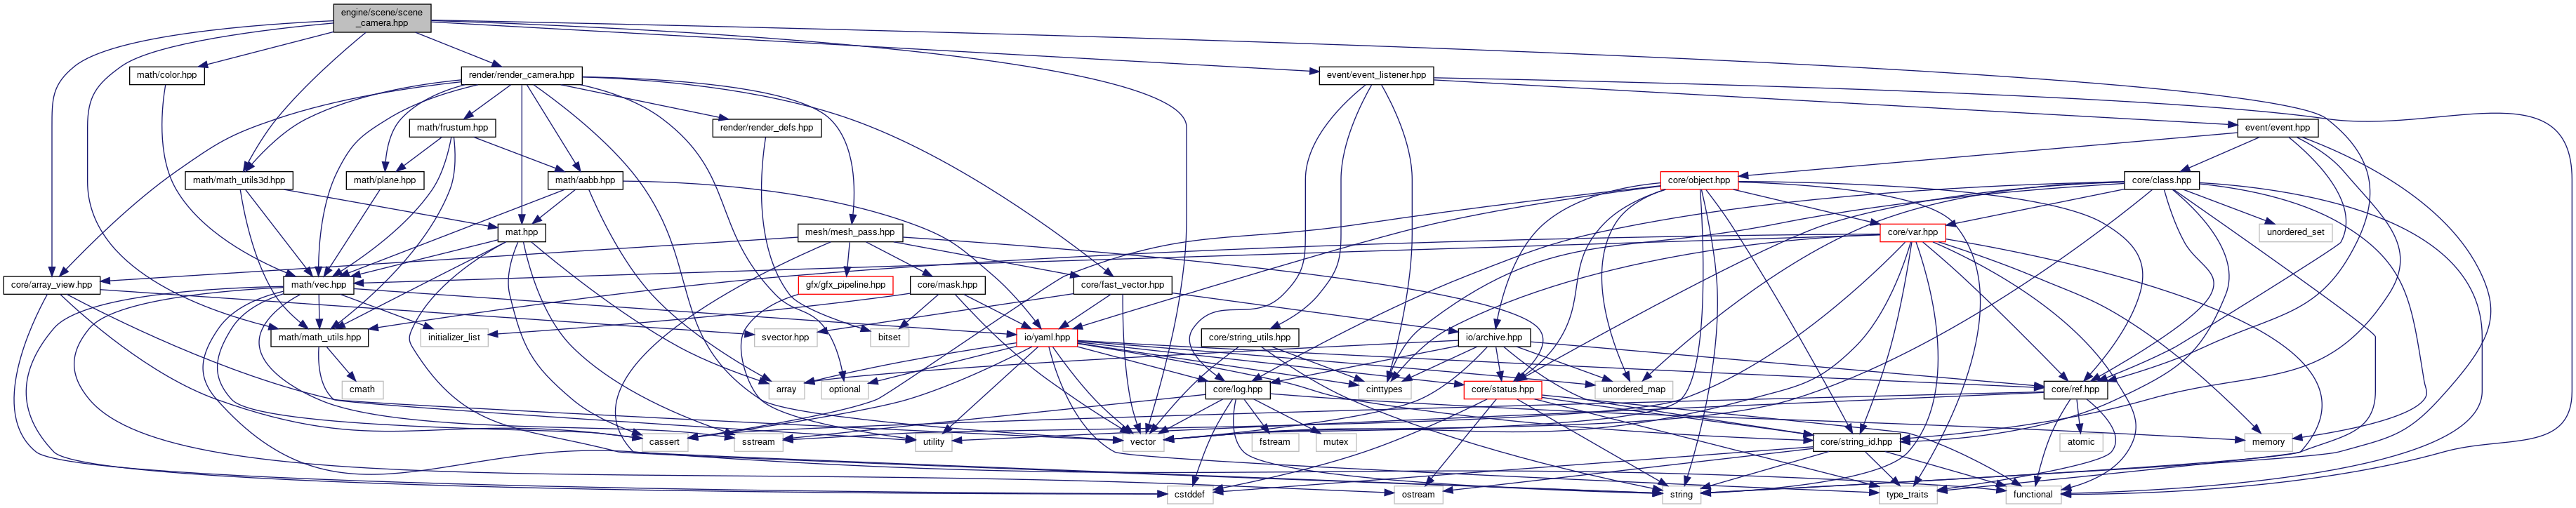 engine/scene/scene
_camera.hpp
math/color.hpp
render/render_camera.hpp
event/event_listener.hpp
math/frustum.hpp
render/render_defs.hpp
event/event.hpp
math/math_utils3d.hpp
math/plane.hpp
math/aabb.hpp
core/object.hpp
core/class.hpp
mat.hpp
mesh/mesh_pass.hpp
core/var.hpp
unordered_set
core/array_view.hpp
math/vec.hpp
gfx/gfx_pipeline.hpp
core/mask.hpp
core/fast_vector.hpp
math/math_utils.hpp
initializer_list
svector.hpp
bitset
io/yaml.hpp
core/string_utils.hpp
io/archive.hpp
cmath
array
optional
core/log.hpp
cinttypes
core/status.hpp
unordered_map
core/ref.hpp
cassert
sstream
utility
vector
fstream
mutex
core/string_id.hpp
atomic
memory
cstddef
ostream
string
type_traits
functional